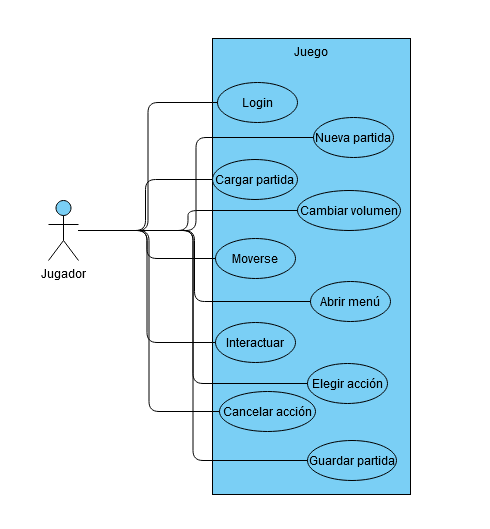 Juego
Login
Nueva partida
Cargar partida
Cambiar volumen
Jugador
Moverse
Abrir menú
Interactuar
Elegir acción
Cancelar acción
Guardar partida